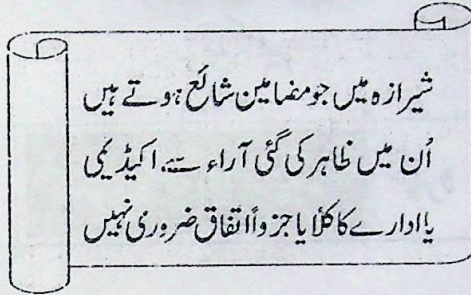 شیرازہ میں جو مضامین شائع ہوتے ہیں
اُن میں ظاہر کی گئی آراء سے، اکیڈیمی
یا ادارے کا کلاً یا جزواً اتفاق ضروری نہیں